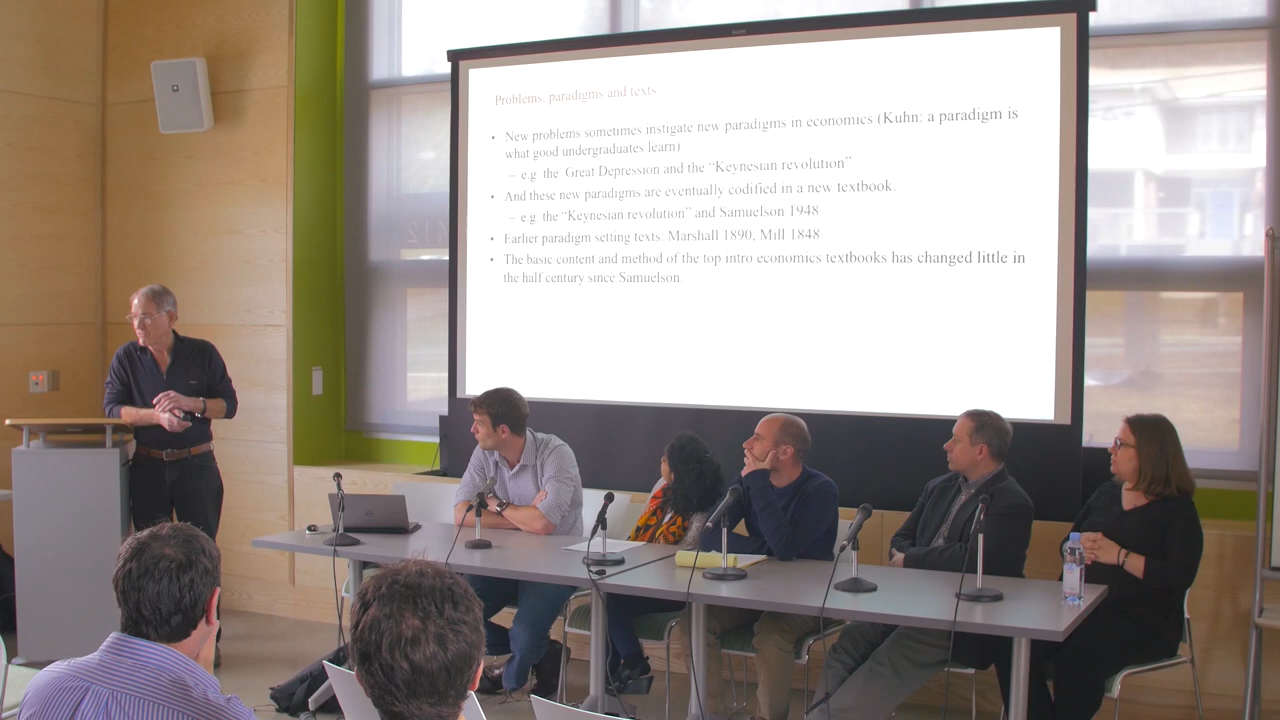 Problems, paradigms and texts
• New problems sometimes instigate new paradigms in economics (Kuhn: a paradigm is
what good undergraduates learn)
– e.g. the Great Depression and the “Keynesian revolution”
• And these new paradigms are eventually codified in a new textbook.
– e.g. the “Keynesian revolution” and Samuelson 1948
• Earlier paradigm setting texts. Marshall 1890, Mill 1848
• The basic content and method of the top intro economics textbooks has changed little in
the half century since Samuelson.